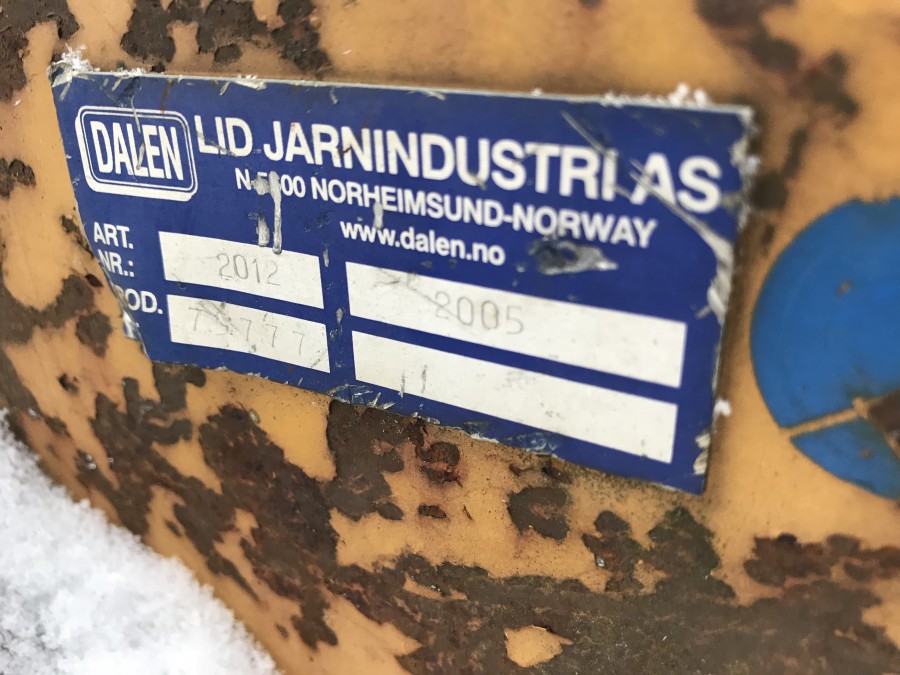 DALEN LID JARNINDUSTRI AS
NORHEIMSUND-NORWAY
www.dalen.no
ART.
NR.: 2012 2005